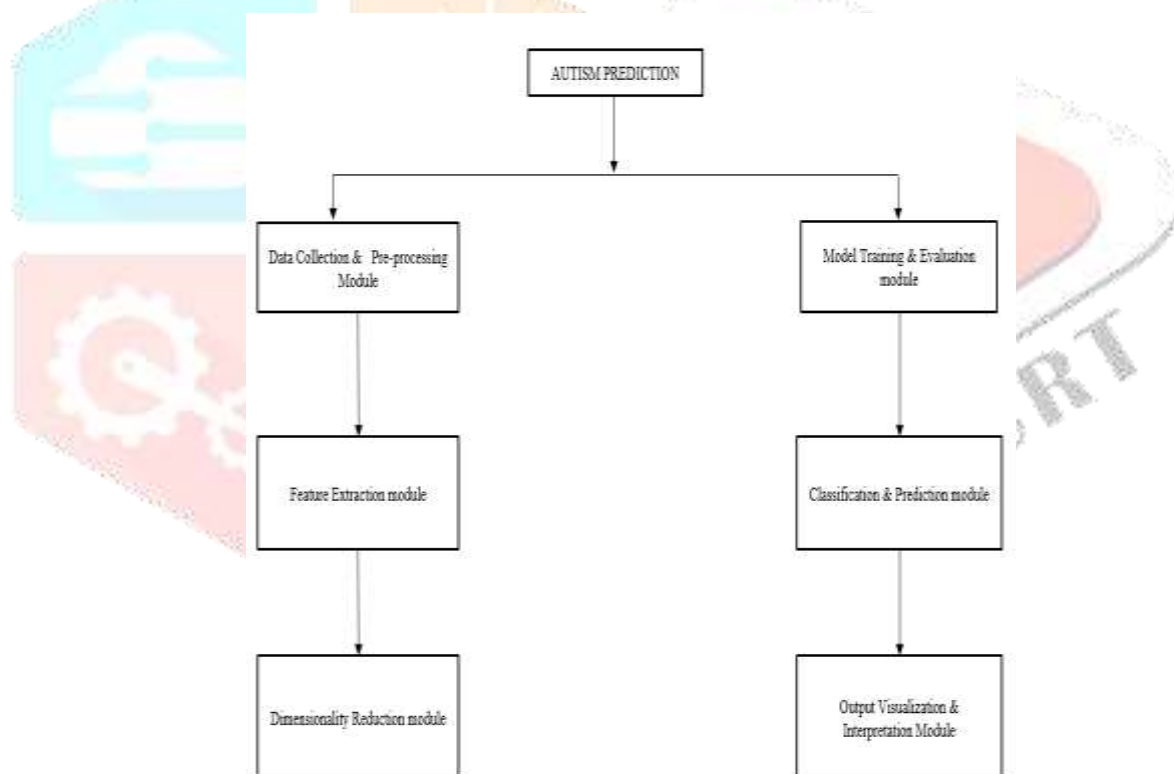 AUTISM PREDICTION
Data Collection & Pre-processing
Module
Model Training & Evaluation
module
Feature Extraction module
Classification & Prediction module
Dimensionality Reduction module
Output Visualization &
Interpretation Module